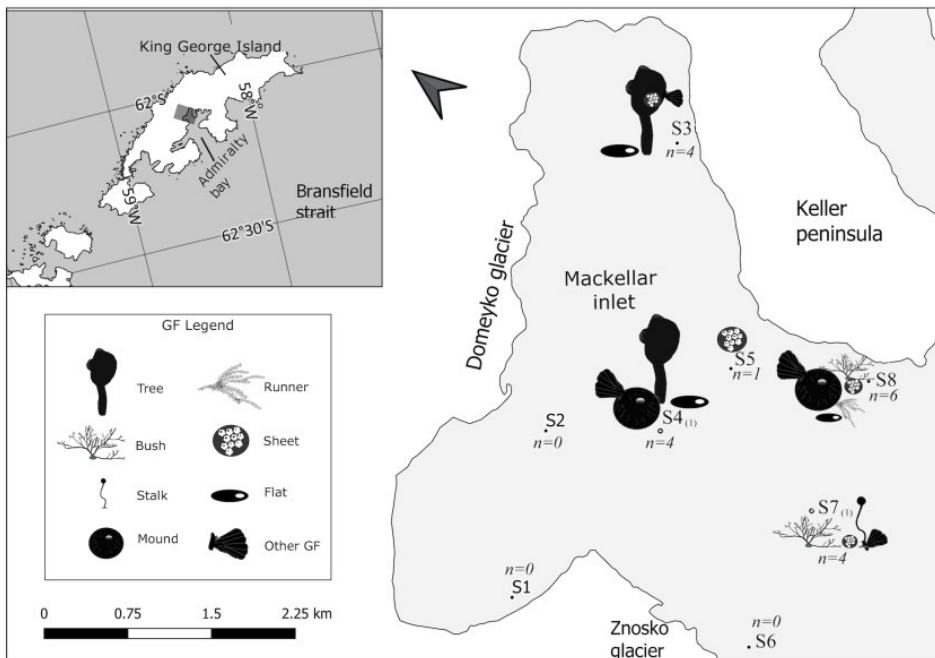 King George Island
62°S
58°W
Admiralty
bay
59°W
Bransfield
strait
62°30'S
GF Legend
Tree
Runner
Bush
Sheet
Stalk
Flat
Mound
Other GF
0 0.75 1.5 2.25 km
S3
n=4
Keller
peninsula
Domeyko glacier
Mackellar
inlet
S5
n=1
S8
n=6
S2
n=0
S4(1)
n=4
S7(1)
n=4
n=0
S1
n=0
S6
Znosko
glacier